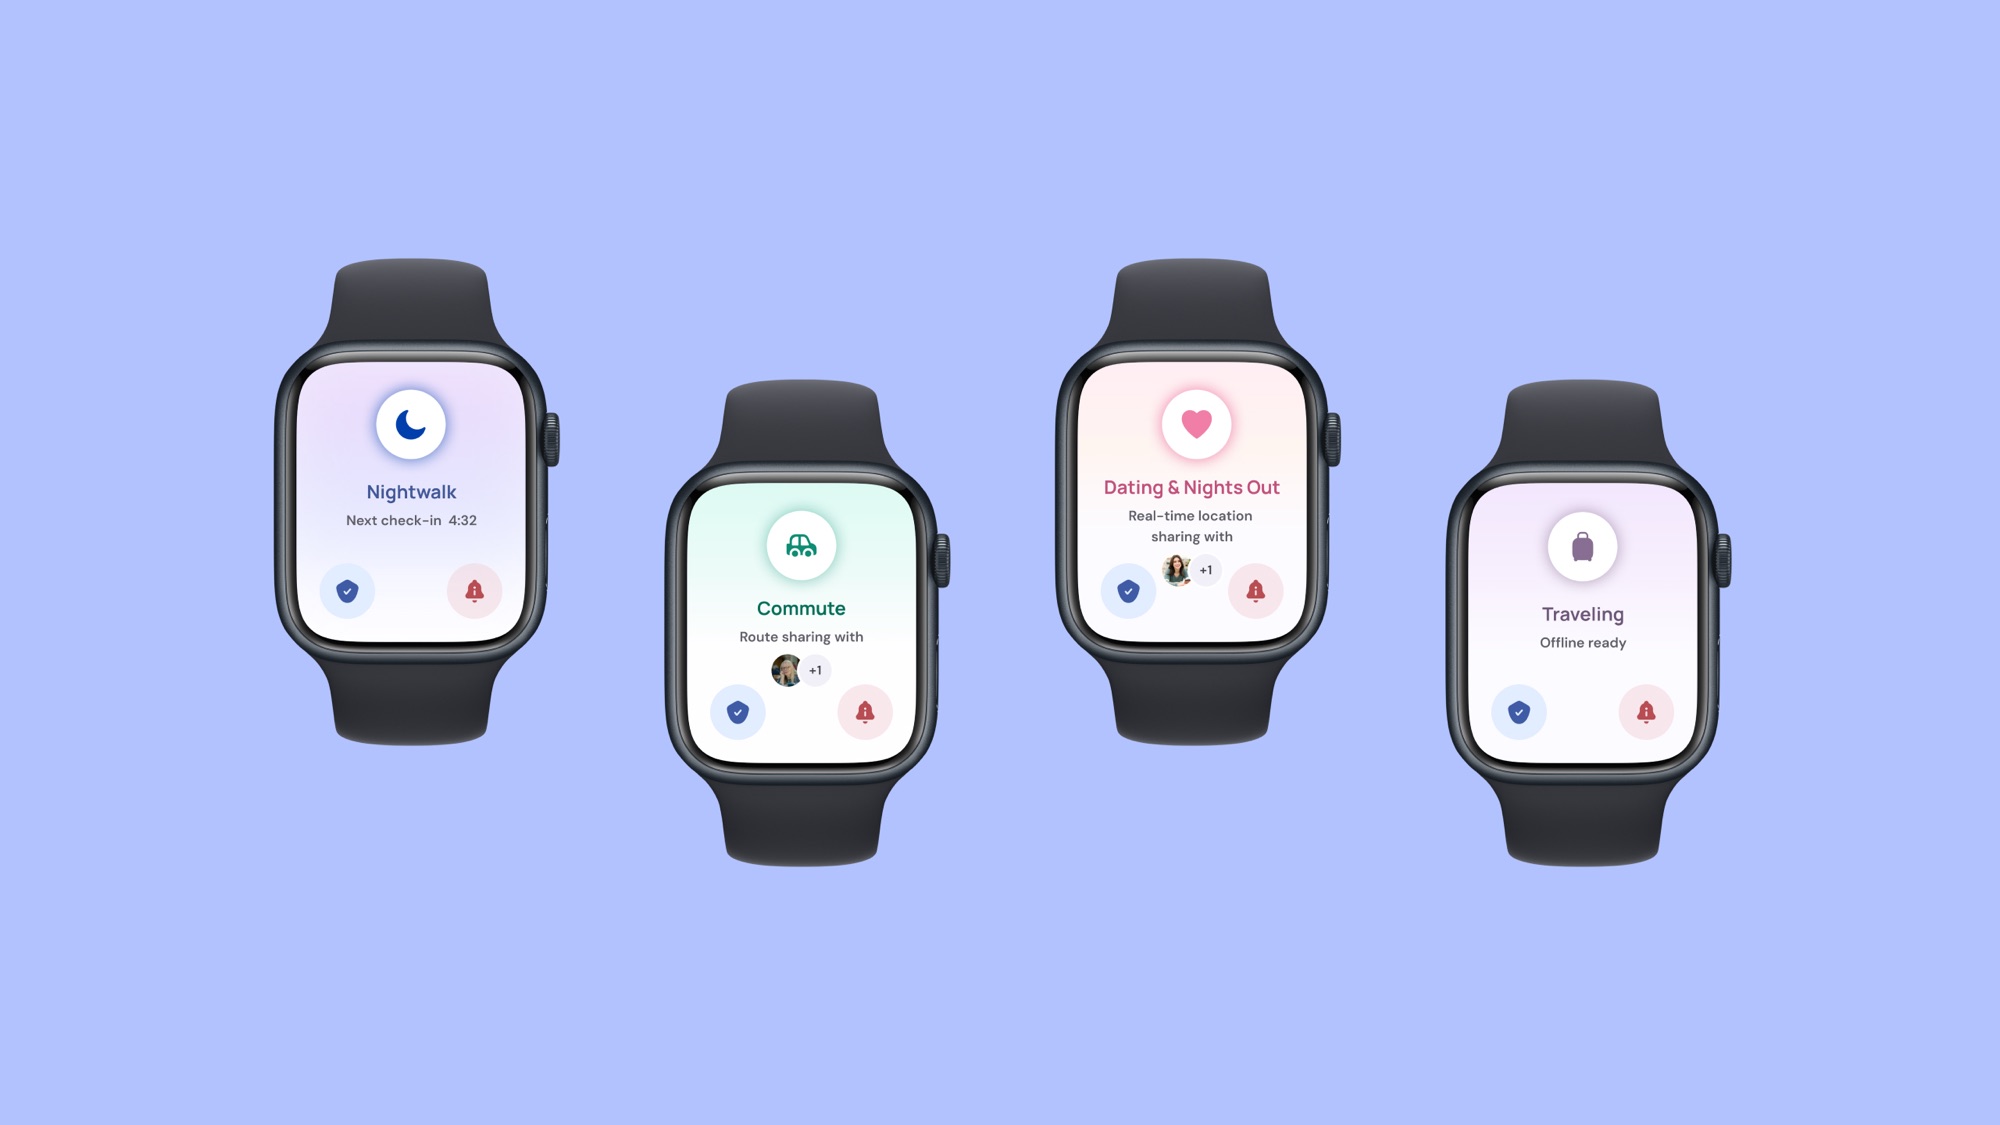 Nightwalk
Next check-in 4:32
Commute
Route sharing with
+1
Dating & Nights Out
Real-time location
sharing with
+1
Traveling
Offline ready